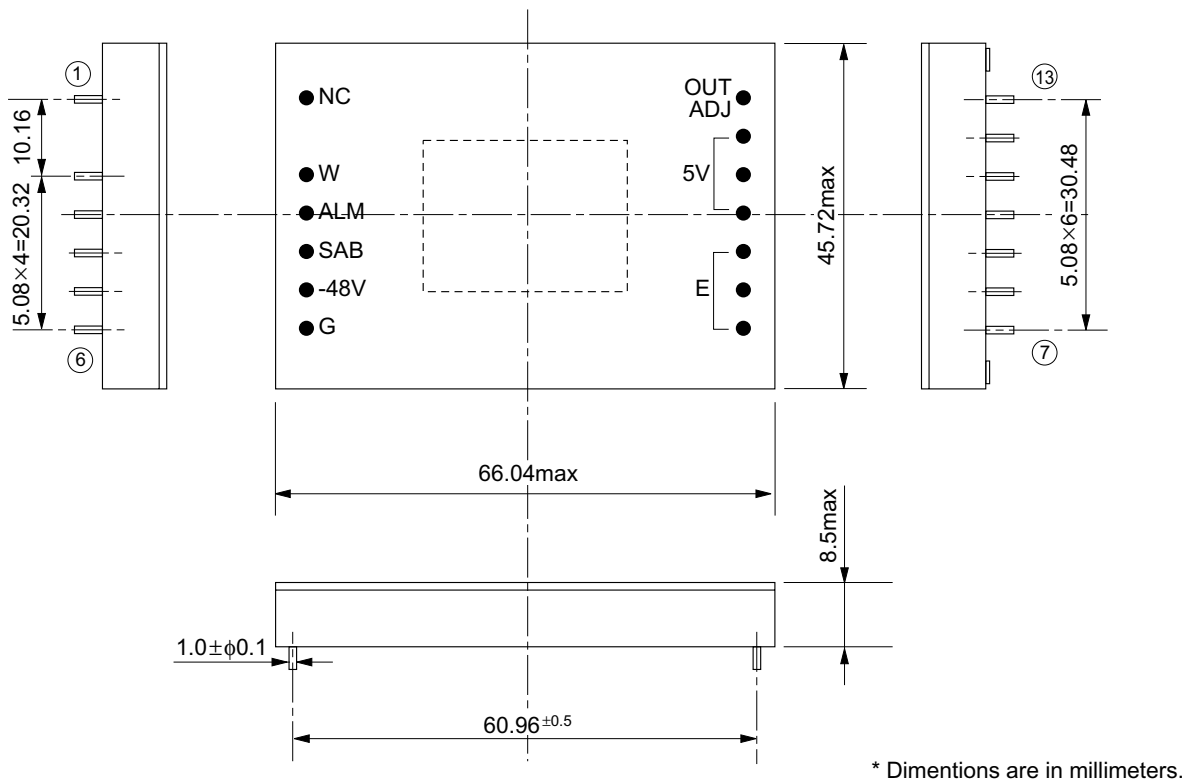 1
10.16
5.08×4=20.32
6
NC
W
ALM
SAB
-48V
G
OUT
ADJ
5V
E
45.72max
13
5.08×6=30.48
7
66.04max
8.5max
1.0±ϕ0.1
60.96±0.5
* Dimentions are in millimeters.